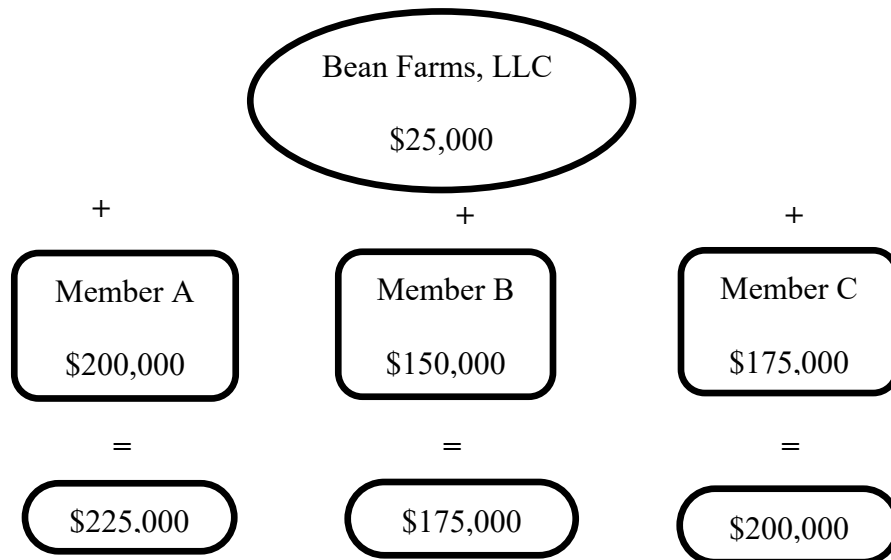 Bean Farms, LLC
$25,000
+ + +
Member A Member B Member C
$200,000 $150,000 $175,000
= = =
$225,000 $175,000 $200,000